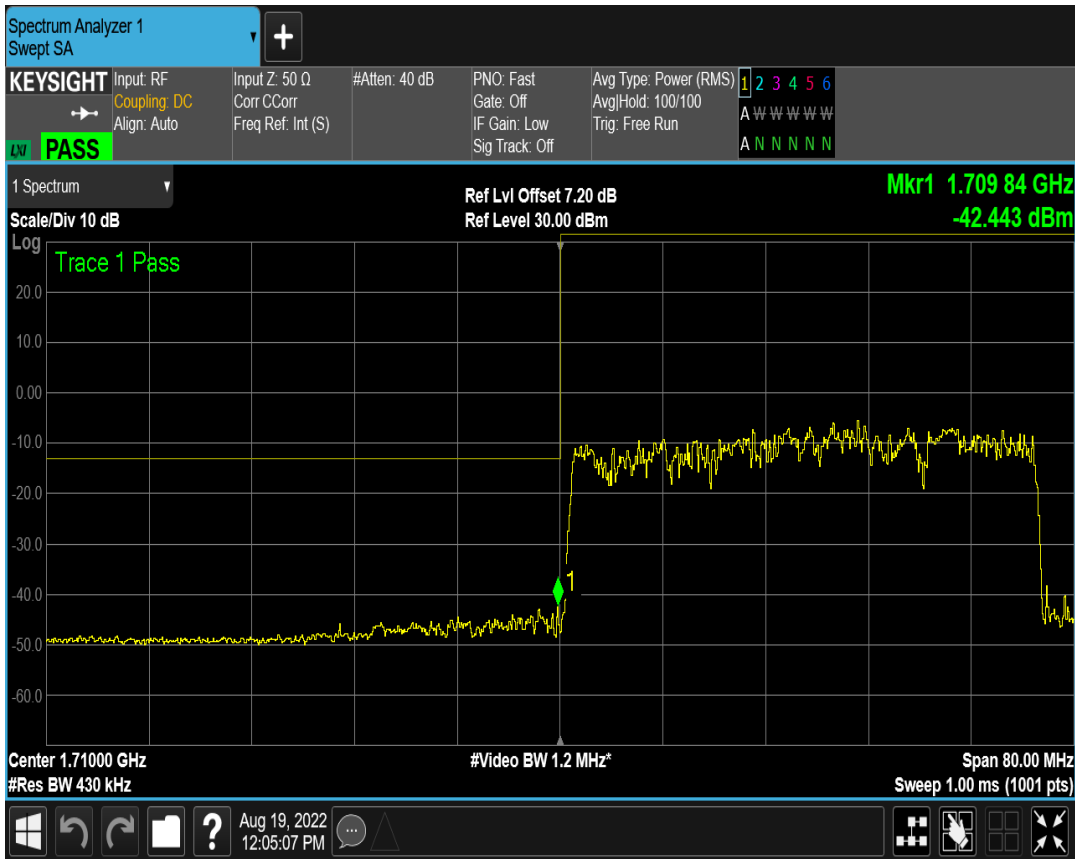 Spectrum Analyzer 1
Swept SA
+
KEYSIGHT
LXI PASS
Input: RF
Coupling: DC
Align: Auto
Input Z: 50 Ω
Corr CCorr
Freq Ref: Int (S)
#Atten: 40 dB
PNO: Fast
Gate: Off
IF Gain: Low
Sig Track: Off
Avg Type: Power (RMS)
Avg|Hold: 100/100
Trig: Free Run
1 2 3 4 5 6
A W W W W W
A N N N N N
1 Spectrum
Scale/Div 10 dB
Ref Lvl Offset 7.20 dB
Ref Level 30.00 dBm
Mkr1 1.709 84 GHz
-42.443 dBm
Log
Trace 1 Pass
20.0
10.0
0.00
-10.0
-20.0
-30.0
-40.0
-50.0
-60.0
1
Center 1.71000 GHz
#Res BW 430 kHz
#Video BW 1.2 MHz*
Span 80.00 MHz
Sweep 1.00 ms (1001 pts)
?
Aug 19, 2022
12:05:07 PM